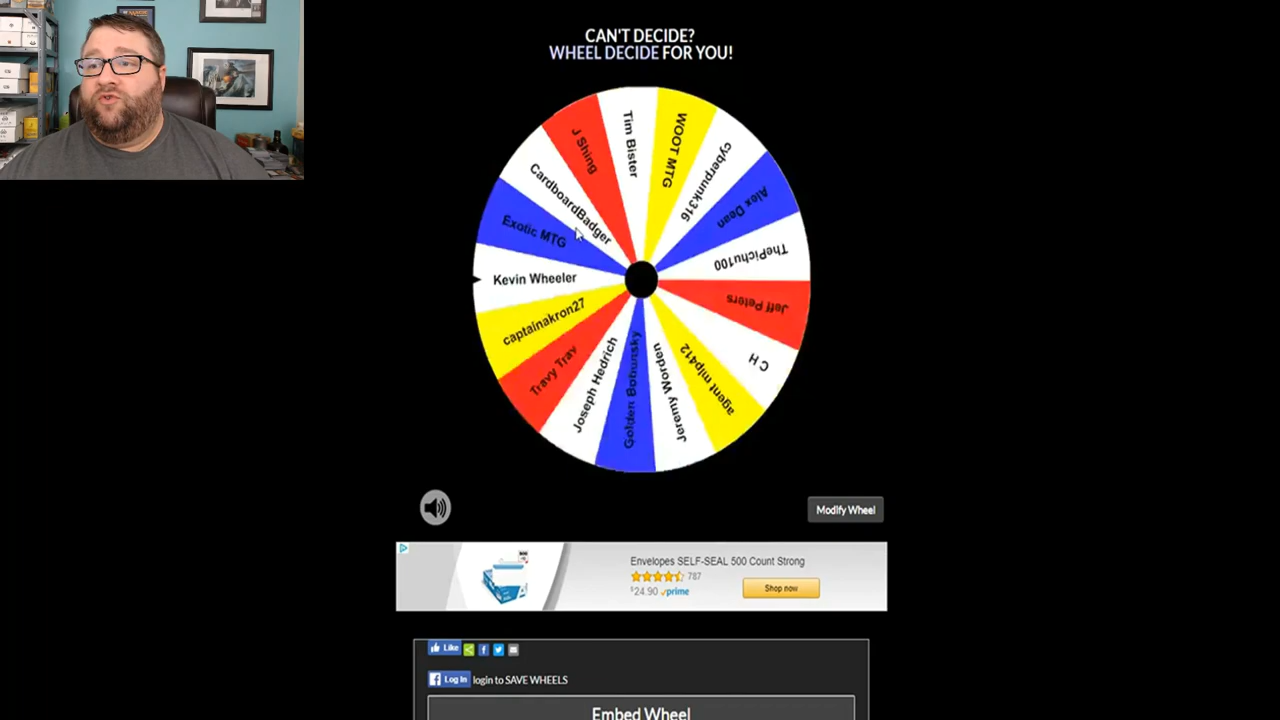 CAN'T DECIDE?
WHEEL DECIDE FOR YOU!
Tim Bister
WOOT MTG
cyberpunk316
Alex Dean
ThePichu100
Jeff Peters
C H
agent mlp412
Jeremy Worden
Golden Bobunsky
Joseph Hedrich
Travy Trav
captainakron27
Kevin Wheeler
Exotic MTG
CardboardBadger
J Shing
Modify Wheel
Envelopes SELF-SEAL 500 Count Strong
787
$24.90 prime
Shop now
Like
Log In login to SAVE WHEELS
Embed Wheel